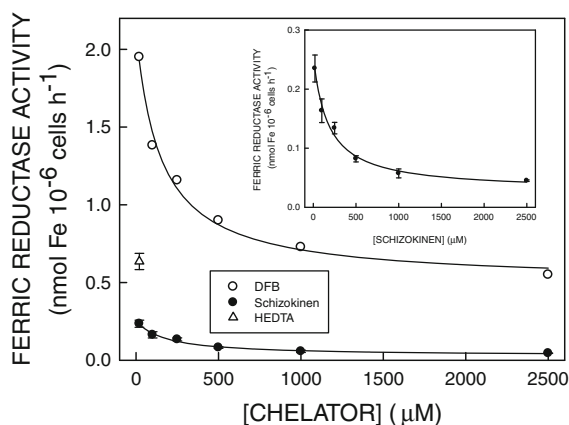 FERRIC REDUCTASE ACTIVITY
(nmol Fe 10⁻⁶ cells h⁻¹)
2.0
1.5
1.0
0.5
0.0
FERRIC REDUCTASE ACTIVITY
(nmol Fe 10⁻⁶ cells h⁻¹)
0.3
0.2
0.1
0.0
0 500 1000 1500 2000 2500
[SCHIZOKINEN] (μM)
DFB
Schizokinen
HEDTA
0 500 1000 1500 2000 2500
[CHELATOR] (μM)